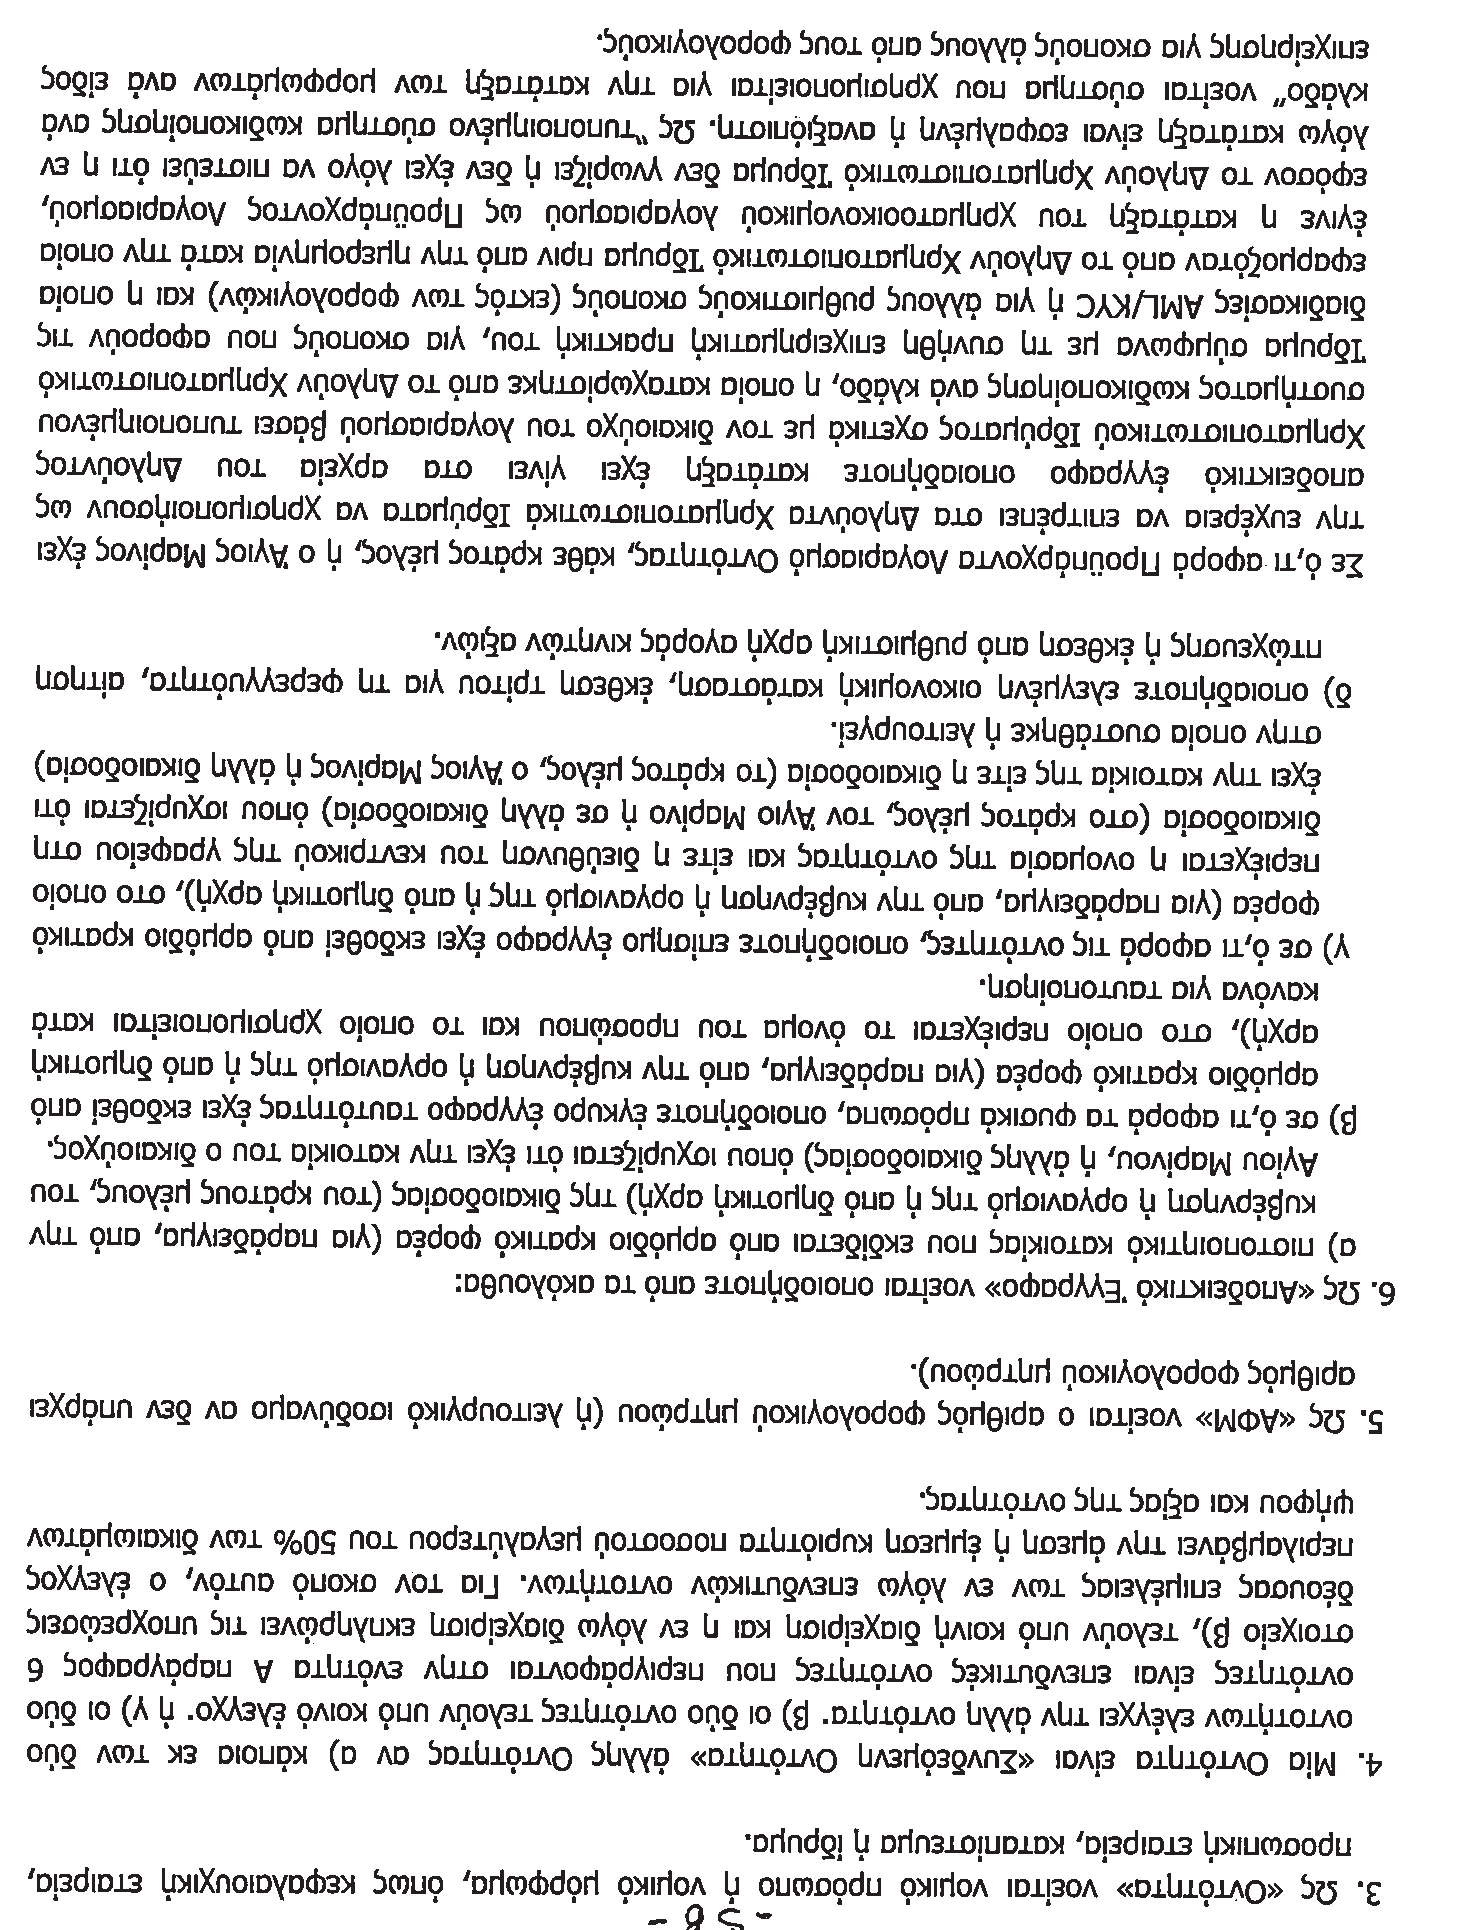 - 58 -
3. Ως «Οντότητα» νοείται νομικό πρόσωπο ή νομικό μόρφωμα, όπως κεφαλαιουχική εταιρεία,
προσωπική εταιρεία, καταπίστευμα ή ίδρυμα.
4. Μία Οντότητα είναι «Συνδεόμενη Οντότητα» άλλης Οντότητας αν α) κάποια εκ των δύο
οντοτήτων ελέγχει την άλλη οντότητα. β) οι δύο οντότητες τελούν υπό κοινό έλεγχο. ή γ) οι δύο
οντότητες είναι επενδυτικές οντότητες που περιγράφονται στην ενότητα Α παράγραφος 6
στοιχείο β), τελούν υπό κοινή διαχείριση και η εν λόγω διαχείριση εκπληρώνει τις υποχρεώσεις
δέουσας επιμέλειας των εν λόγω επενδυτικών οντοτήτων. Για τον σκοπό αυτόν, ο έλεγχος
περιλαμβάνει την άμεση ή έμμεση κυριότητα ποσοστού μεγαλύτερου του 50% των δικαιωμάτων
ψήφου και αξίας της οντότητας.
5. Ως «ΑΦΜ» νοείται ο αριθμός φορολογικού μητρώου (ή λειτουργικό ισοδύναμο αν δεν υπάρχει
αριθμός φορολογικού μητρώου).
6. Ως «Αποδεικτικό Έγγραφο» νοείται οποιοδήποτε από τα ακόλουθα:
α) πιστοποιητικό κατοικίας που εκδίδεται από αρμόδιο κρατικό φορέα (για παράδειγμα, από την
κυβέρνηση ή οργανισμό της ή από δημοτική αρχή) της δικαιοδοσίας (του κράτους μέλους, του
Αγίου Μαρίνου, ή άλλης δικαιοδοσίας) όπου ισχυρίζεται ότι έχει την κατοικία του ο δικαιούχος.
β) σε ό,τι αφορά τα φυσικά πρόσωπα, οποιοδήποτε έγκυρο έγγραφο ταυτότητας έχει εκδοθεί από
αρμόδιο κρατικό φορέα (για παράδειγμα, από την κυβέρνηση ή οργανισμό της ή από δημοτική
αρχή), στο οποίο περιέχεται το όνομα του προσώπου και το οποίο χρησιμοποιείται κατά
κανόνα για ταυτοποίηση.
γ) σε ό,τι αφορά τις οντότητες, οποιοδήποτε επίσημο έγγραφο έχει εκδοθεί από αρμόδιο κρατικό
φορέα (για παράδειγμα, από την κυβέρνηση ή οργανισμό της ή από δημοτική αρχή), στο οποίο
περιέχεται η ονομασία της οντότητας και είτε η διεύθυνση του κεντρικού της γραφείου στη
δικαιοδοσία (στο κράτος μέλος, τον Άγιο Μαρίνο ή σε άλλη δικαιοδοσία) όπου ισχυρίζεται ότι
έχει την κατοικία της είτε η δικαιοδοσία (το κράτος μέλος, ο Άγιος Μαρίνος ή άλλη δικαιοδοσία)
στην οποία συστάθηκε ή λειτουργεί.
δ) οποιαδήποτε ελεγμένη οικονομική κατάσταση, έκθεση τρίτου για τη φερεγγυότητα, αίτηση
πτώχευσης ή έκθεση από ρυθμιστική αρχή αγοράς κινητών αξιών.
Σε ό,τι αφορά Προϋπάρχοντα Λογαριασμό Οντότητας, κάθε κράτος μέλος, ή ο Άγιος Μαρίνος έχει
την ευχέρεια να επιτρέπει στα Δηλούντα Χρηματοπιστωτικά Ιδρύματα να χρησιμοποιήσουν ως
αποδεικτικό έγγραφο οποιαδήποτε κατάταξη έχει γίνει στα αρχεία του Δηλούντος
Χρηματοπιστωτικού Ιδρύματος σχετικά με τον δικαιούχο του λογαριασμού βάσει τυποποιημένου
συστήματος κωδικοποίησης ανά κλάδο, η οποία καταχωρίστηκε από το Δηλούν Χρηματοπιστωτικό
Ίδρυμα σύμφωνα με τη συνήθη επιχειρηματική πρακτική του, για σκοπούς που αφορούν τις
διαδικασίες AML/KYC ή για άλλους ρυθμιστικούς σκοπούς (εκτός των φορολογικών) και η οποία
εφαρμοζόταν από το Δηλούν Χρηματοπιστωτικό Ίδρυμα πριν από την ημερομηνία κατά την οποία
έγινε η κατάταξη του Χρηματοοικονομικού λογαριασμού ως Προϋπάρχοντος Λογαριασμού,
εφόσον το Δηλούν Χρηματοπιστωτικό Ίδρυμα δεν γνωρίζει ή δεν έχει λόγο να πιστεύει ότι η εν
λόγω κατάταξη είναι εσφαλμένη ή αναξιόπιστη. Ως “τυποποιημένο σύστημα κωδικοποίησης ανά
κλάδο” νοείται σύστημα που χρησιμοποιείται για την κατάταξη των μορφωμάτων ανά είδος
επιχείρησης για σκοπούς άλλους από τους φορολογικούς.